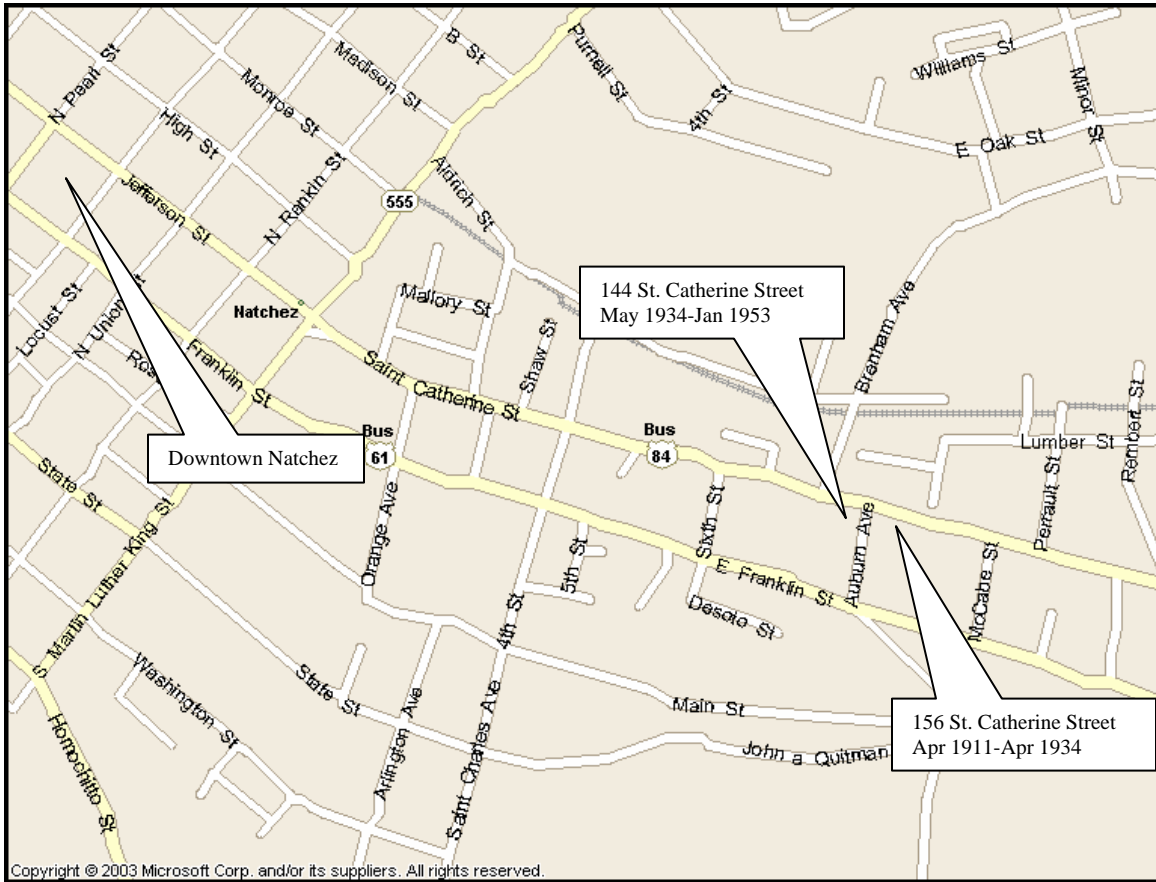 N Pearl St
High St
Monroe St
Madison St
B St
Purnell St
4th St
Williams St
Minor St
E Oak St
Jefferson St
N Rankin St
555
Aldrich St
Locust St
N Union
Ros
Natchez
Franklin St
Mallory St
Shaw St
Saint Catherine St
144 St. Catherine Street
May 1934-Jan 1953
Brenham Ave
Downtown Natchez
Bus
61
Bus
84
Lumber St
Rembert St
Perrault St
State St
S Martin Luther King St
Orange Ave
5th St
Sixth St
E Franklin St
Auburn Ave
McCabe St
Desoto St
4th St
Washington St
State St
Arlington Ave
Saint Charles Ave
Main St
John a Quitman
156 St. Catherine Street
Apr 1911-Apr 1934
Homochitto St
Copyright © 2003 Microsoft Corp. and/or its suppliers. All rights reserved.